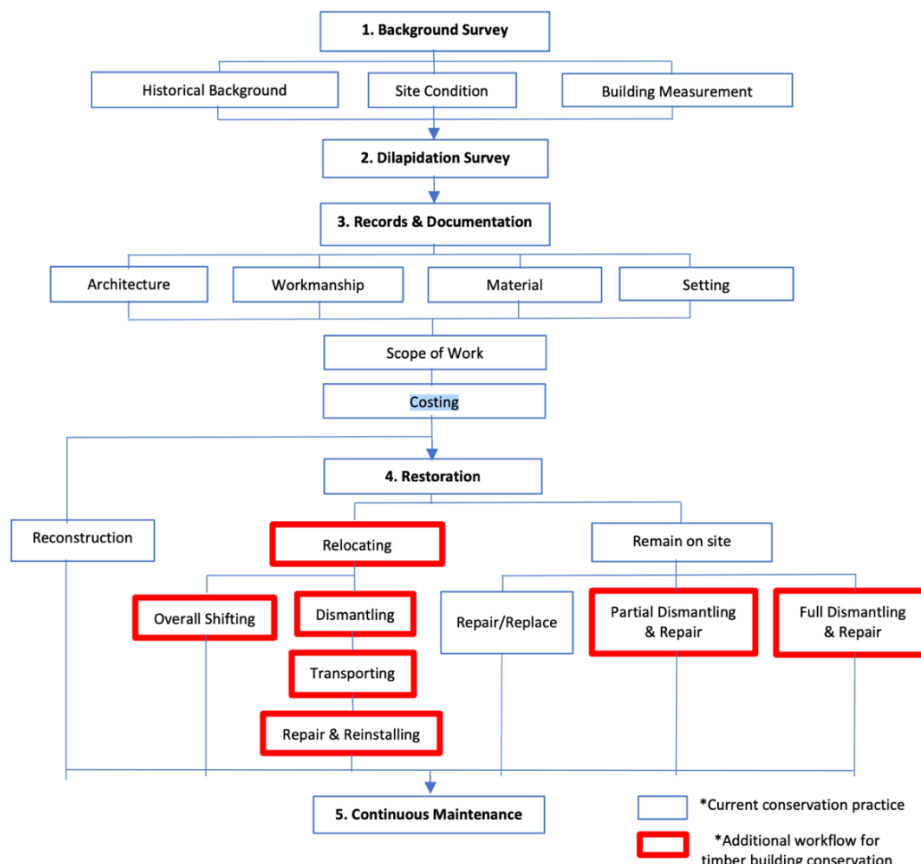 1. Background Survey
Historical Background
Site Condition
Building Measurement
2. Dilapidation Survey
3. Records & Documentation
Architecture
Workmanship
Material
Setting
Scope of Work
Costing
4. Restoration
Reconstruction
Relocating
Remain on site
Overall Shifting
Dismantling
Repair/Replace
Partial Dismantling
& Repair
Full Dismantling
& Repair
Transporting
Repair & Reinstalling
5. Continuous Maintenance
*Current conservation practice
*Additional workflow for
timber building conservation